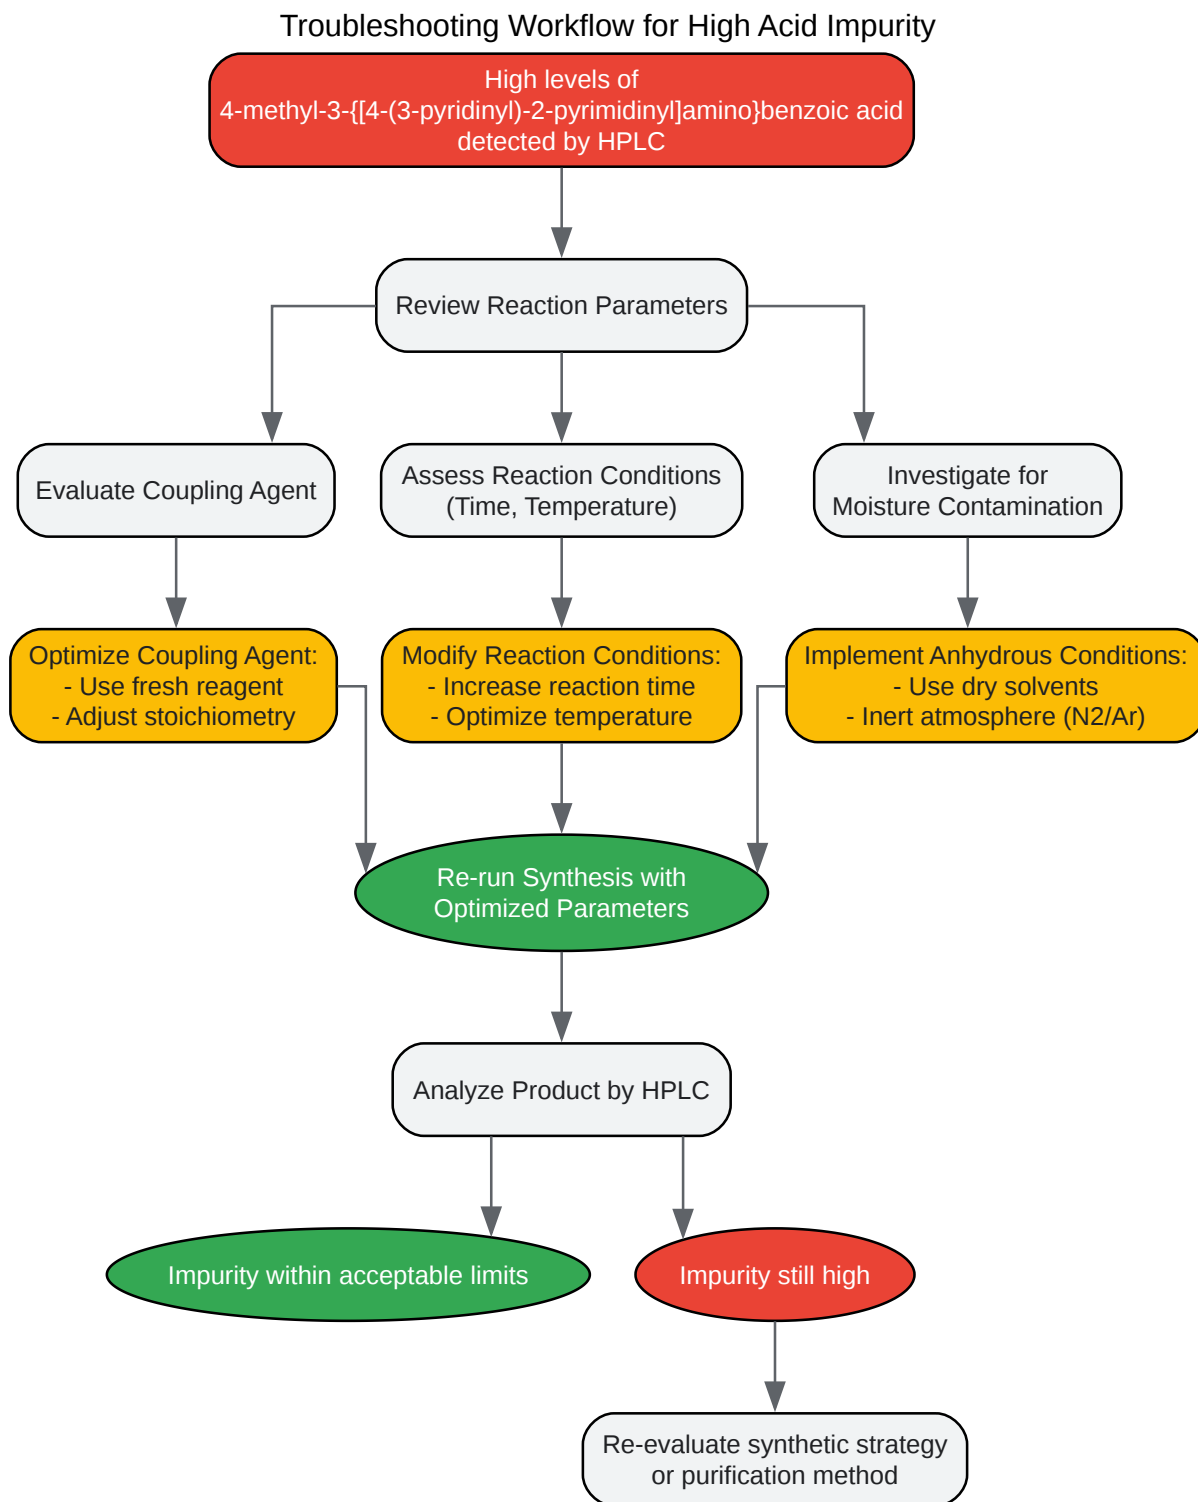 Troubleshooting Workflow for High Acid Impurity
High levels of
4-methyl-3-{[4-(3-pyridinyl)-2-pyrimidinyl]amino}benzoic acid
detected by HPLC
Review Reaction Parameters
Evaluate Coupling Agent
Assess Reaction Conditions
(Time, Temperature)
Investigate for
Moisture Contamination
Optimize Coupling Agent:
- Use fresh reagent
- Adjust stoichiometry
Modify Reaction Conditions:
- Increase reaction time
- Optimize temperature
Implement Anhydrous Conditions:
- Use dry solvents
- Inert atmosphere (N2/Ar)
Re-run Synthesis with
Optimized Parameters
Analyze Product by HPLC
Impurity within acceptable limits
Impurity still high
Re-evaluate synthetic strategy
or purification method